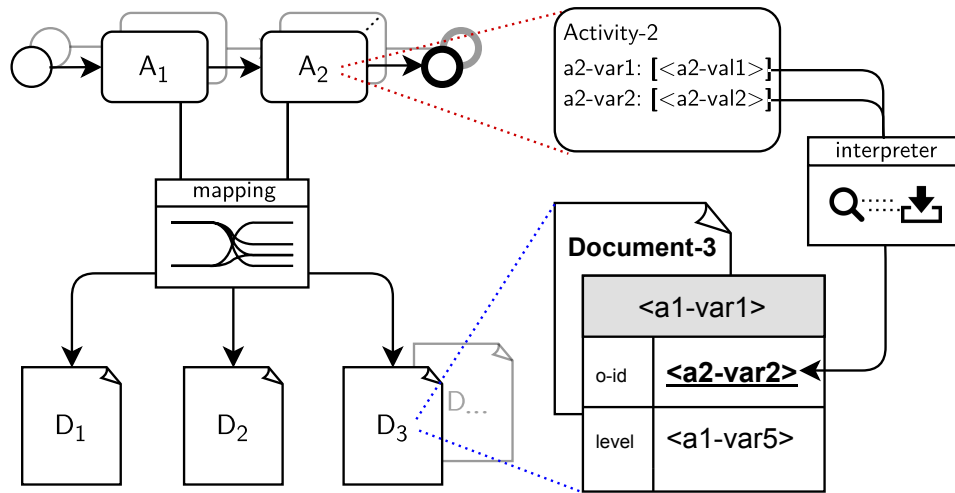 A1
A2
Activity-2
a2-var1: [<a2-val1>]
a2-var2: [<a2-val2>]
interpreter
mapping
Document-3
<a1-var1>
o-id <a2-var2>
level <a1-var5>
D1
D2
D3
D...